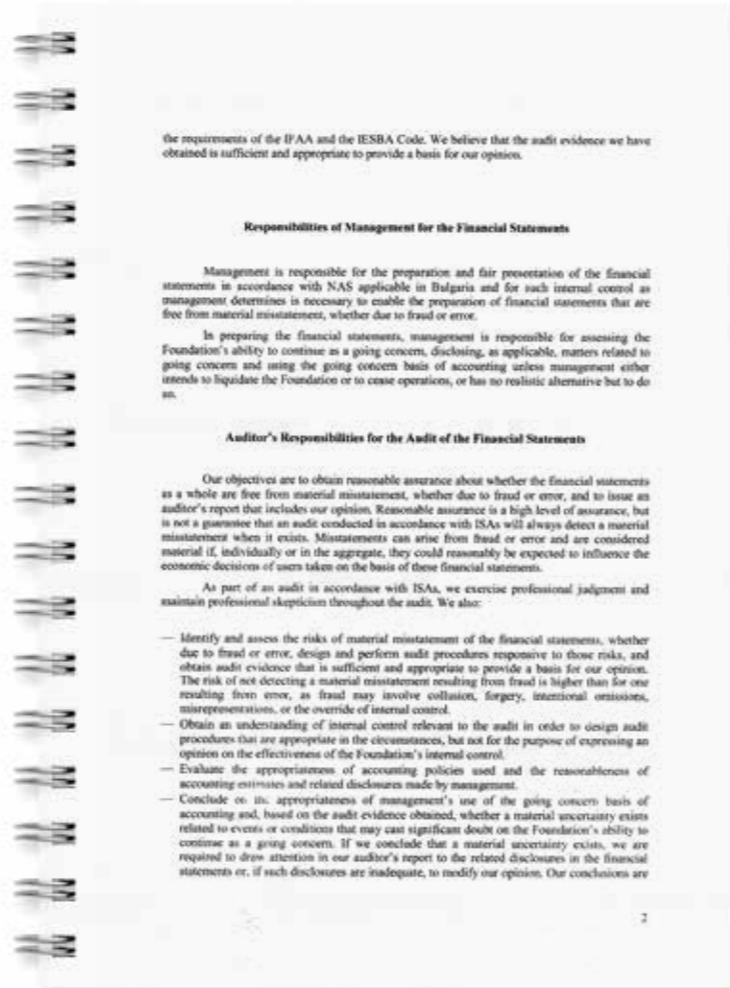 the requirements of the IFAA and the IESBA Code. We believe that the audit evidence we have
obtained is sufficient and appropriate to provide a basis for our opinion.
Responsibilities of Management for the Financial Statements
Management is responsible for the preparation and fair presentation of the financial
statements in accordance with NAS applicable in Bulgaria and for such internal control as
management determines is necessary to enable the preparation of financial statements that are
free from material misstatement, whether due to fraud or error.
In preparing the financial statements, management is responsible for assessing the
Foundation's ability to continue as a going concern, disclosing, as applicable, matters related to
going concern and using the going concern basis of accounting unless management either
intends to liquidate the Foundation or to cease operations, or has no realistic alternative but to do
so.
Auditor's Responsibilities for the Audit of the Financial Statements
Our objectives are to obtain reasonable assurance about whether the financial statements
as a whole are free from material misstatement, whether due to fraud or error, and to issue an
auditor's report that includes our opinion. Reasonable assurance is a high level of assurance, but
is not a guarantee that an audit conducted in accordance with ISAs will always detect a material
misstatement when it exists. Misstatements can arise from fraud or error and are considered
material if, individually or in the aggregate, they could reasonably be expected to influence the
economic decisions of users taken on the basis of these financial statements.
As part of an audit in accordance with ISAs, we exercise professional judgment and
maintain professional skepticism throughout the audit. We also:
— Identify and assess the risks of material misstatement of the financial statements, whether
due to fraud or error, design and perform audit procedures responsive to those risks, and
obtain audit evidence that is sufficient and appropriate to provide a basis for our opinion.
The risk of not detecting a material misstatement resulting from fraud is higher than for one
resulting from error, as fraud may involve collusion, forgery, intentional omissions,
misrepresentations, or the override of internal control.
— Obtain an understanding of internal control relevant to the audit in order to design audit
procedures that are appropriate in the circumstances, but not for the purpose of expressing an
opinion on the effectiveness of the Foundation's internal control.
— Evaluate the appropriateness of accounting policies used and the reasonableness of
accounting estimates and related disclosures made by management.
— Conclude on the appropriateness of management's use of the going concern basis of
accounting and, based on the audit evidence obtained, whether a material uncertainty exists
related to events or conditions that may cast significant doubt on the Foundation's ability to
continue as a going concern. If we conclude that a material uncertainty exists, we are
required to draw attention in our auditor's report to the related disclosures in the financial
statements or, if such disclosures are inadequate, to modify our opinion. Our conclusions are
2